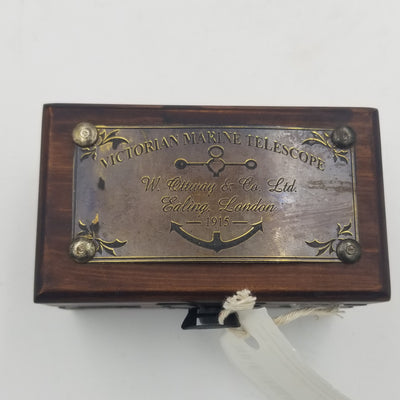 VICTORIAN MARINE TELESCOPE
W. Ottway & Co. Ltd.
Ealing, London
1915